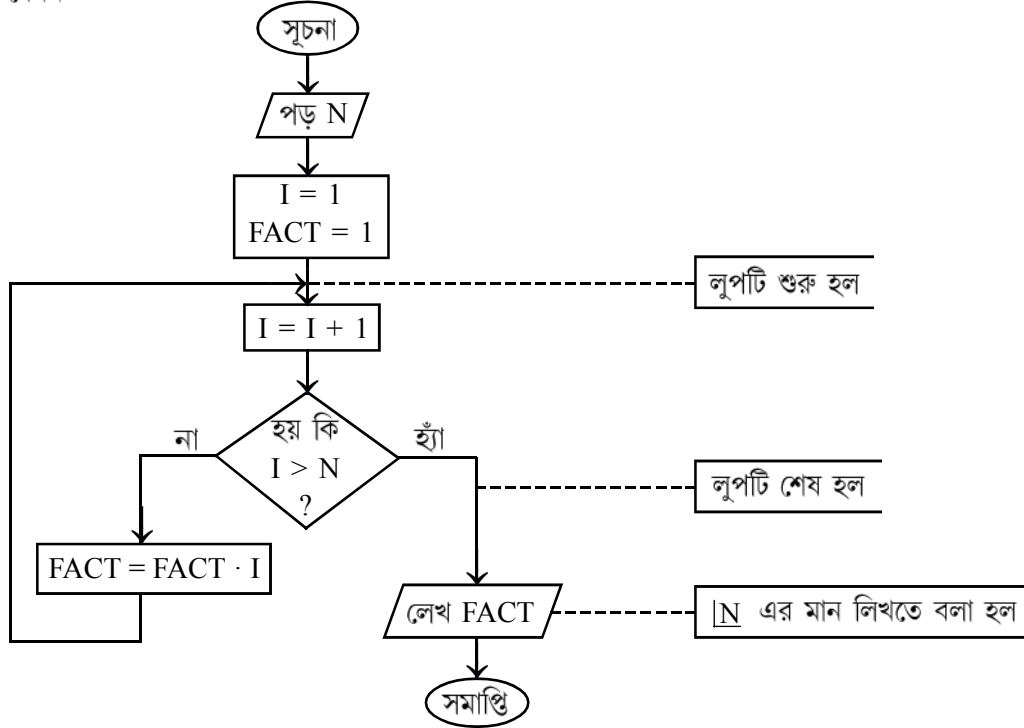 সূচনা
পড় N
I = 1
FACT = 1
লুপটি শুরু হল
I = I + 1
না
হয় কি
হ্যাঁ
I > N
?
লুপটি শেষ হল
FACT = FACT · I
লেখ FACT
|N এর মান লিখতে বলা হল
সমাপ্তি